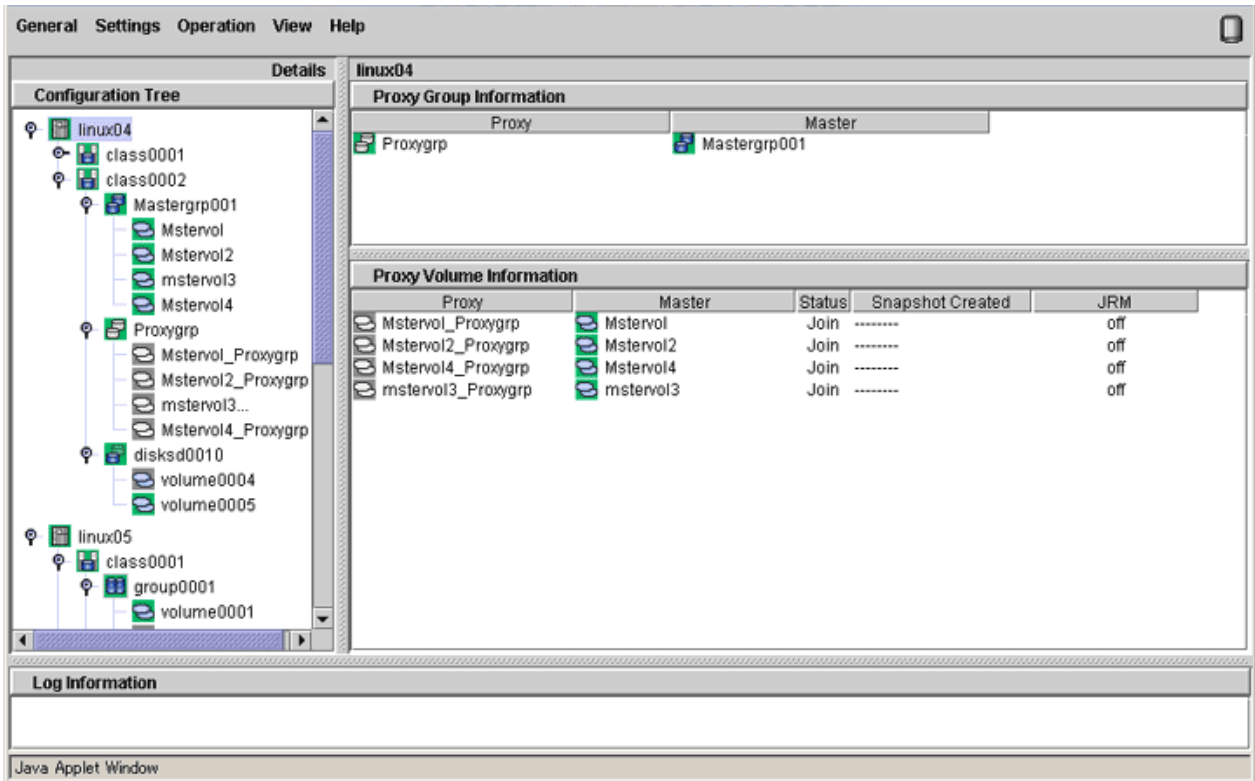 General Settings Operation View Help
Details
Configuration Tree
linux04
class0001
class0002
Mastergrp001
Mstervol
Mstervol2
mstervol3
Mstervol4
Proxygrp
Mstervol_Proxygrp
Mstervol2_Proxygrp
mstervol3...
Mstervol4_Proxygrp
disksd0010
volume0004
volume0005
linux05
class0001
group0001
volume0001
linux04
Proxy Group Information
Proxy Master
Proxygrp Mastergrp001
Proxy Volume Information
Proxy Master Status Snapshot Created JRM
Mstervol_Proxygrp Mstervol Join -------- off
Mstervol2_Proxygrp Mstervol2 Join -------- off
Mstervol4_Proxygrp Mstervol4 Join -------- off
mstervol3_Proxygrp mstervol3 Join -------- off
Log Information
Java Applet Window